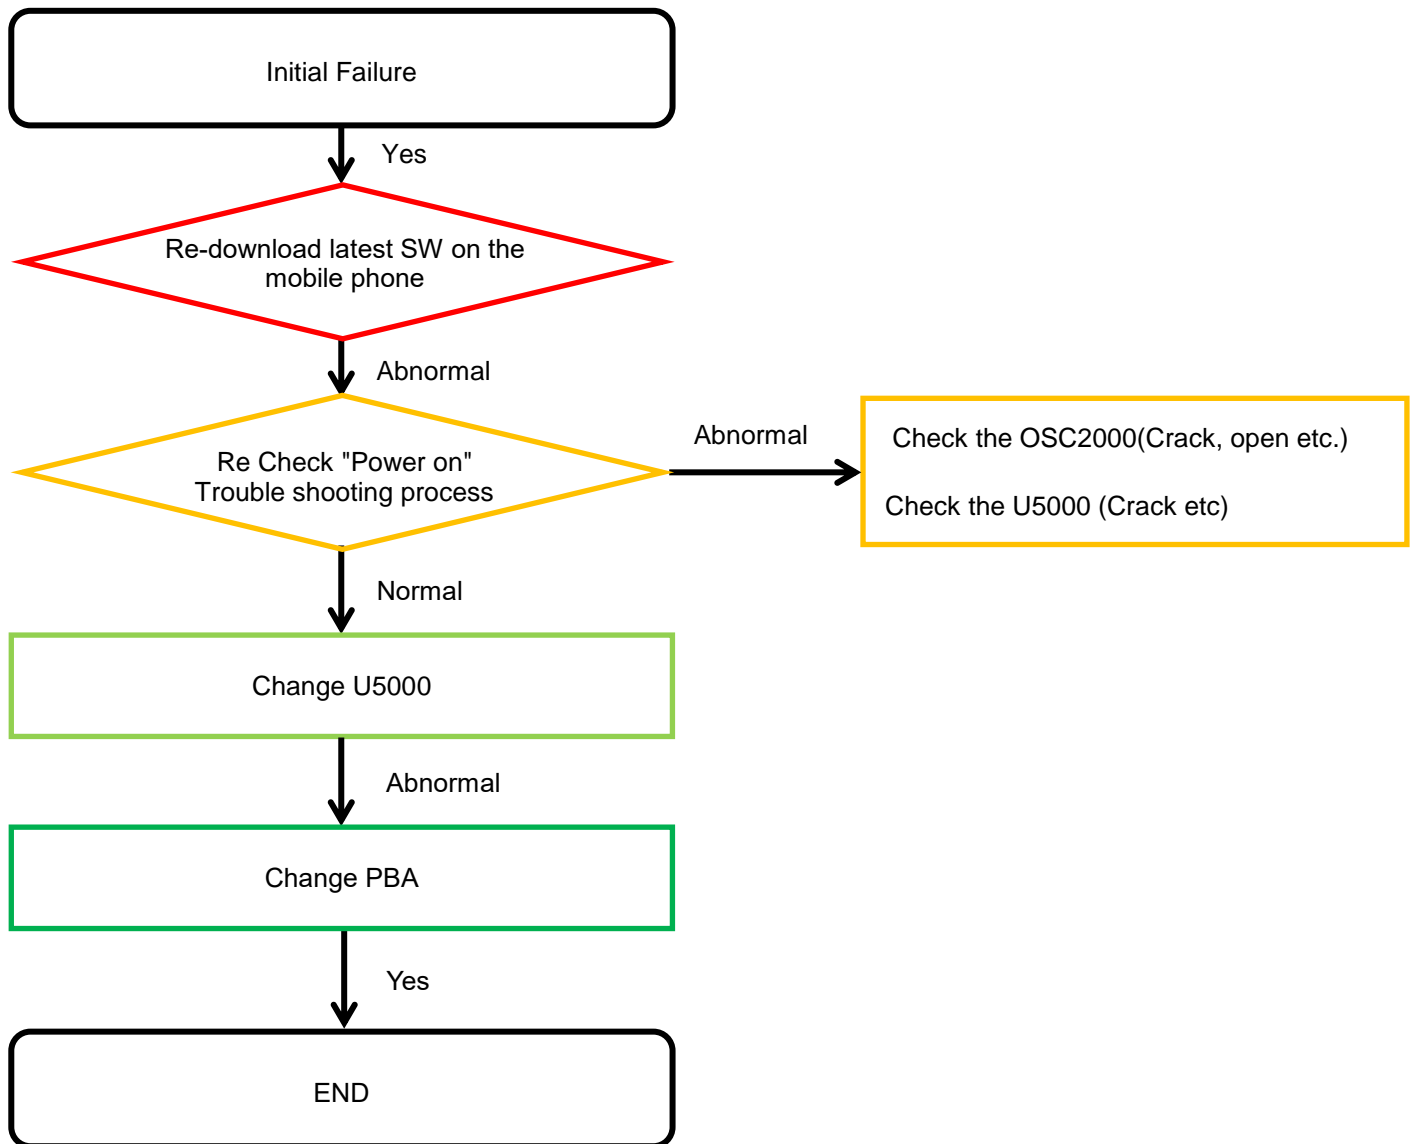 Initial Failure
Yes
Re-download latest SW on the
mobile phone
Abnormal
Re Check "Power on"
Trouble shooting process
Abnormal
Check the OSC2000(Crack, open etc.)
Check the U5000 (Crack etc)
Normal
Change U5000
Abnormal
Change PBA
Yes
END